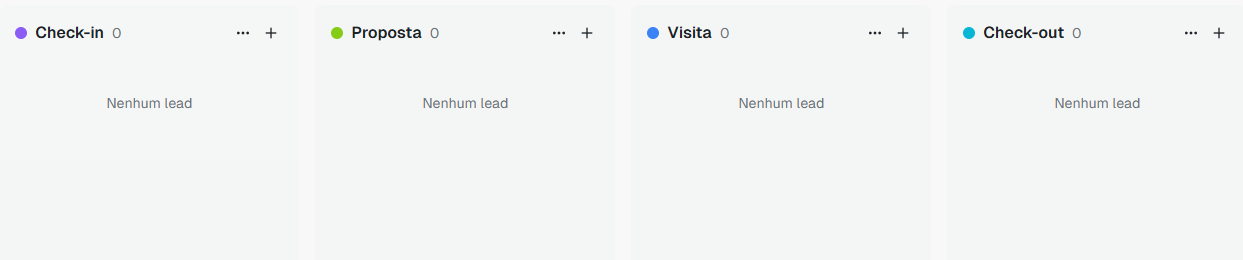 Check-in 0 ... +
Proposta 0 ... +
Visita 0 ... +
Check-out 0 ... +
Nenhum lead
Nenhum lead
Nenhum lead
Nenhum lead